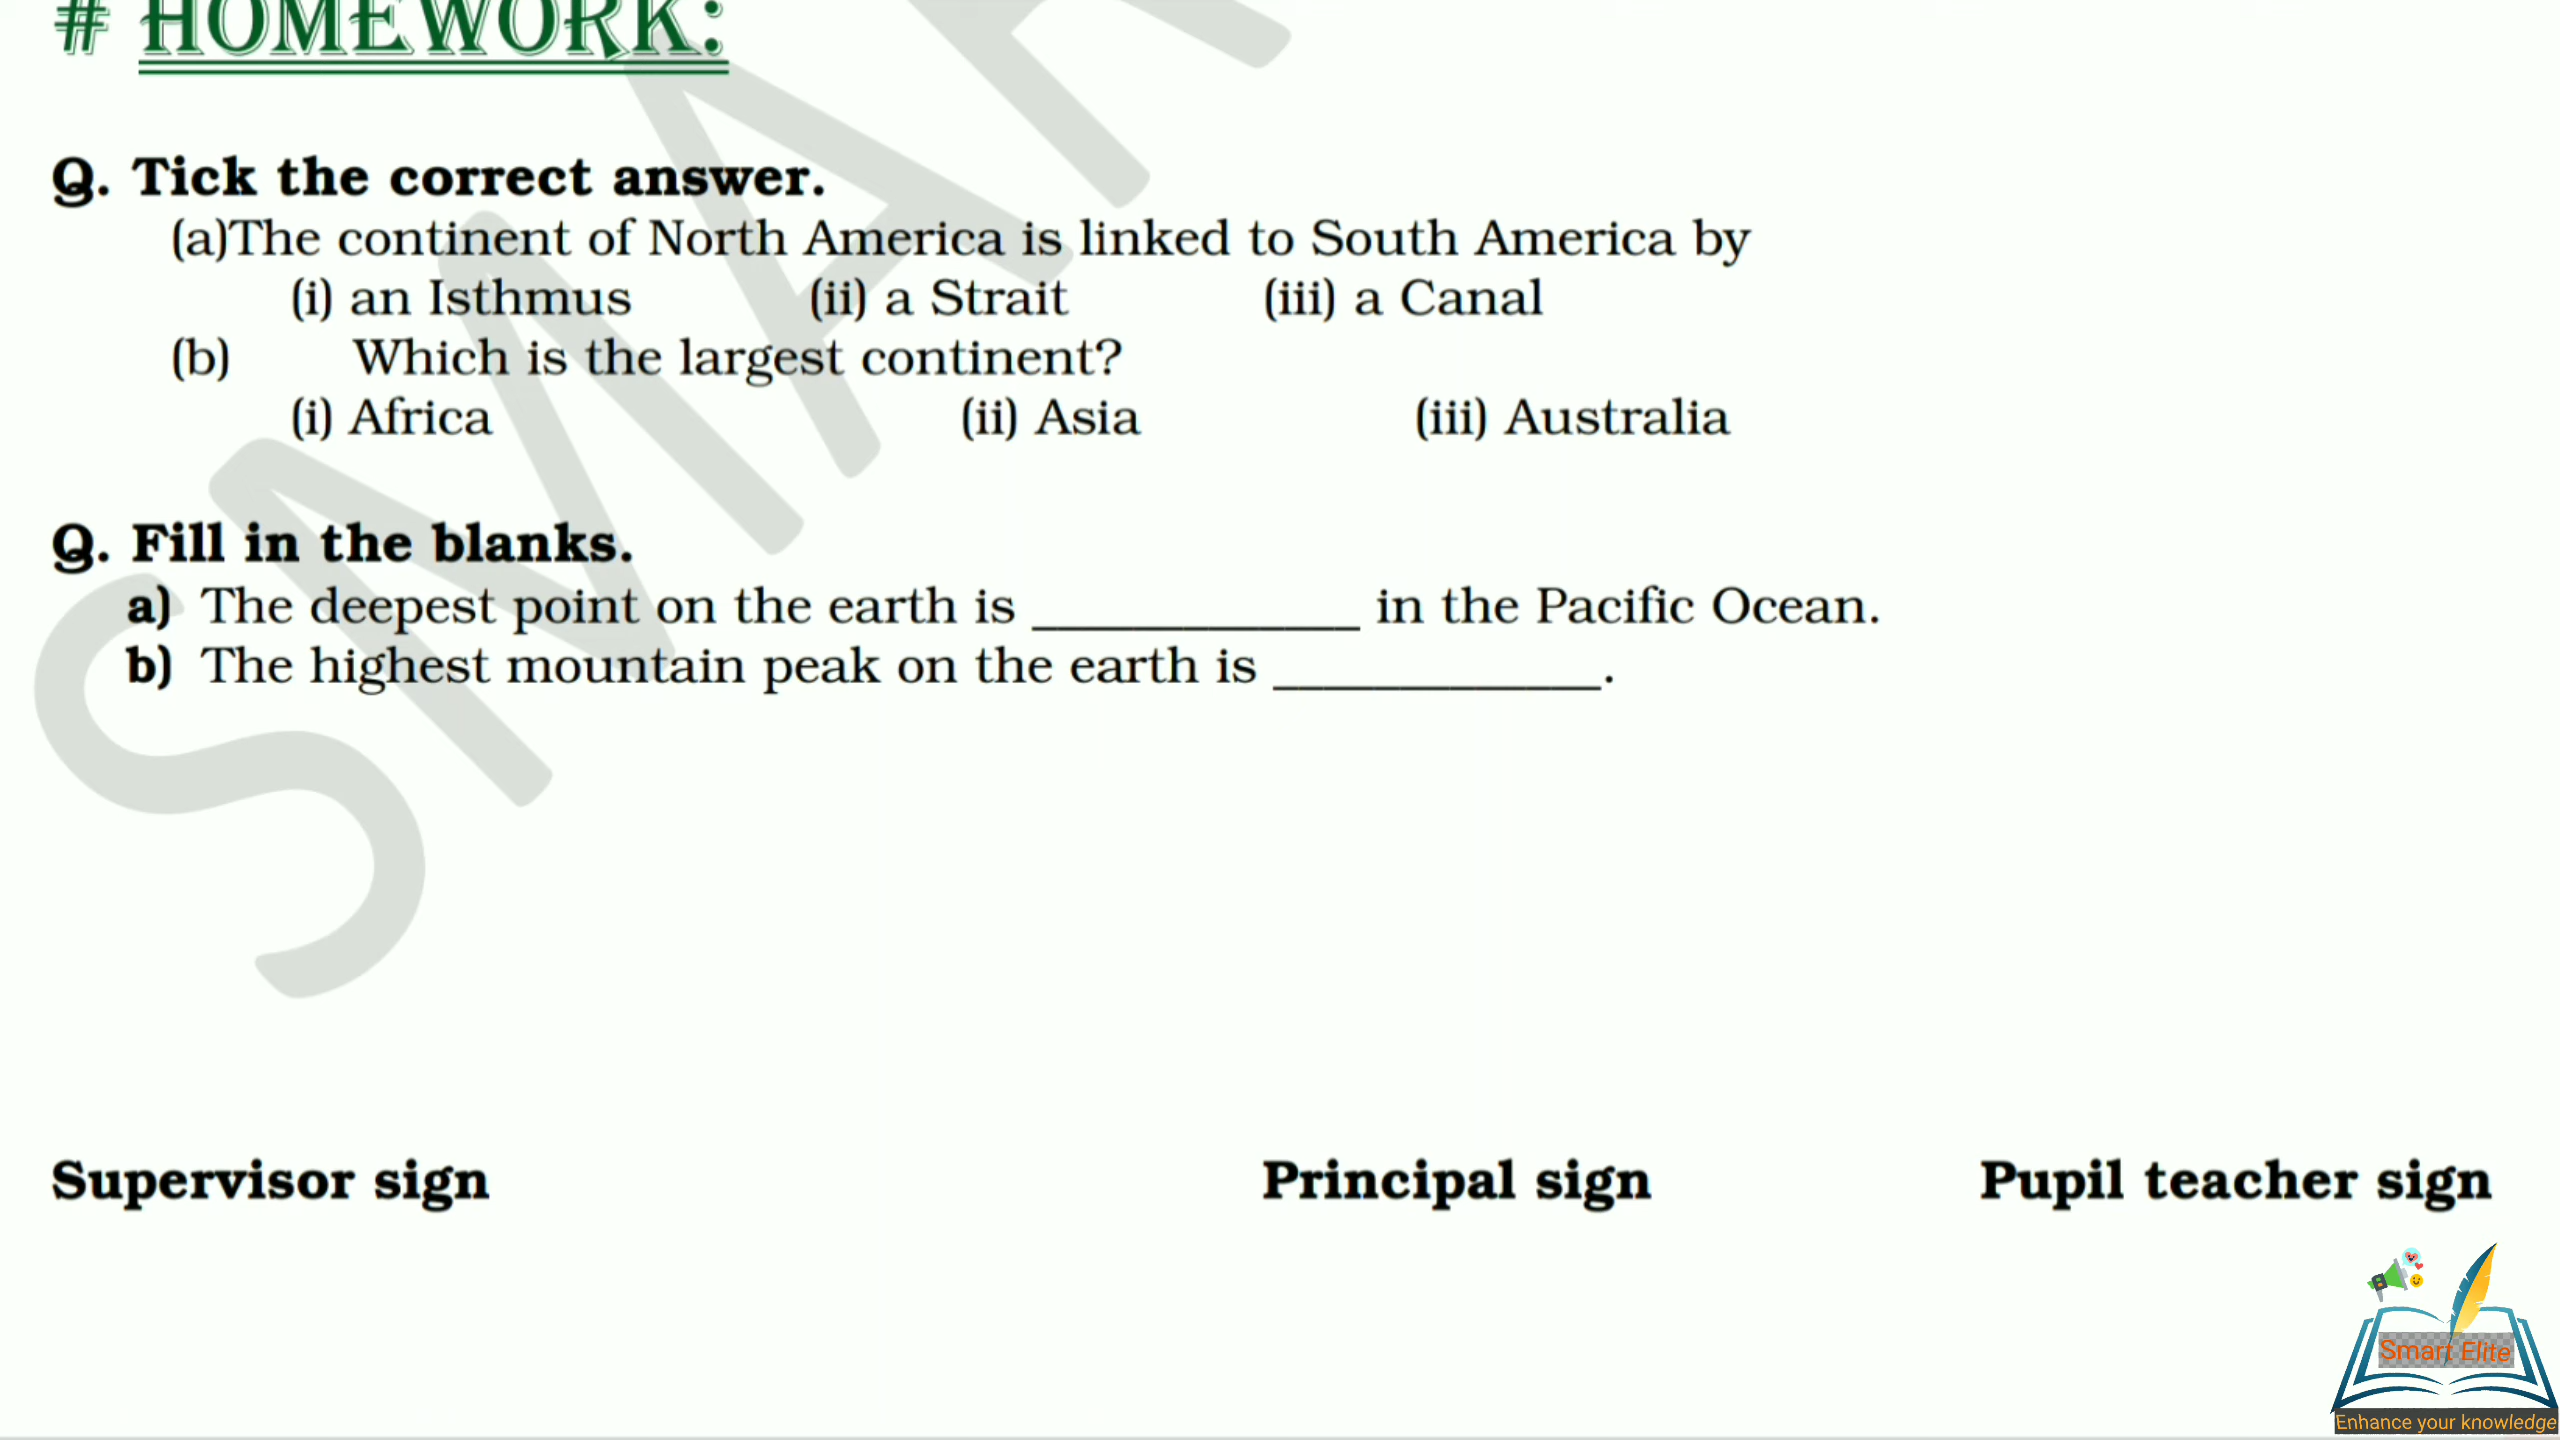 # HOMEWORK:
Q. Tick the correct answer.
(a)The continent of North America is linked to South America by
(i) an Isthmus (ii) a Strait (iii) a Canal
(b) Which is the largest continent?
(i) Africa (ii) Asia (iii) Australia
Q. Fill in the blanks.
a) The deepest point on the earth is _____________ in the Pacific Ocean.
b) The highest mountain peak on the earth is _____________.
Supervisor sign Principal sign Pupil teacher sign
Smart Elite
Enhance your knowledge
SMAR